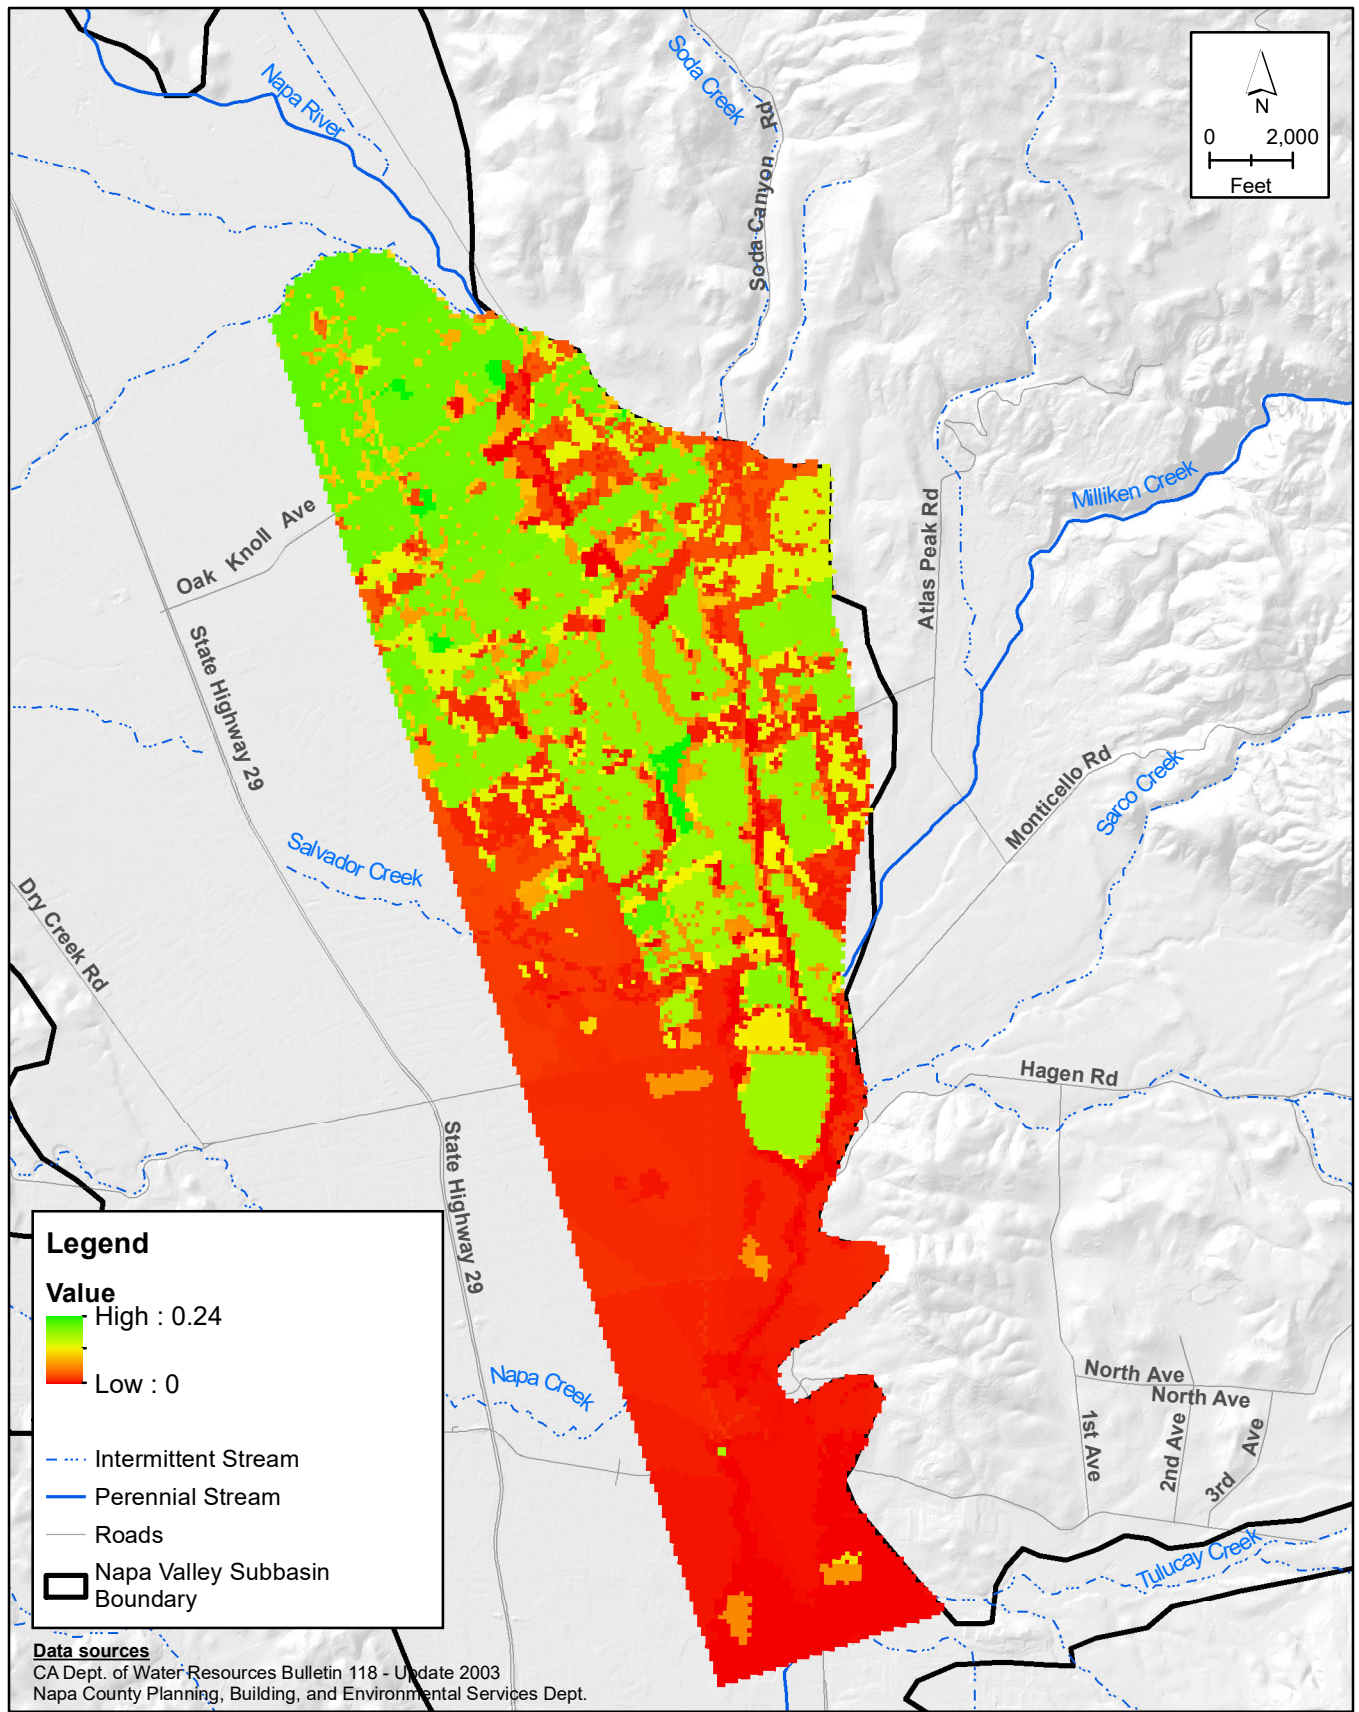 Soda Creek
Napa River
Soda Canyon Rd
N
0 2,000
Feet
Milliken Creek
Atlas Peak Rd
Oak Knoll Ave
State Highway 29
Monticello Rd
Sarco Creek
Salvador Creek
Dry Creek Rd
Hagen Rd
State Highway 29
Legend
Value
High : 0.24
Low : 0
Intermittent Stream
Perennial Stream
Roads
Napa Valley Subbasin
Boundary
Napa Creek
North Ave
North Ave
1st Ave
2nd Ave
3rd Ave
Tulucay Creek
Data sources
CA Dept. of Water Resources Bulletin 118 - Update 2003
Napa County Planning, Building, and Environmental Services Dept.